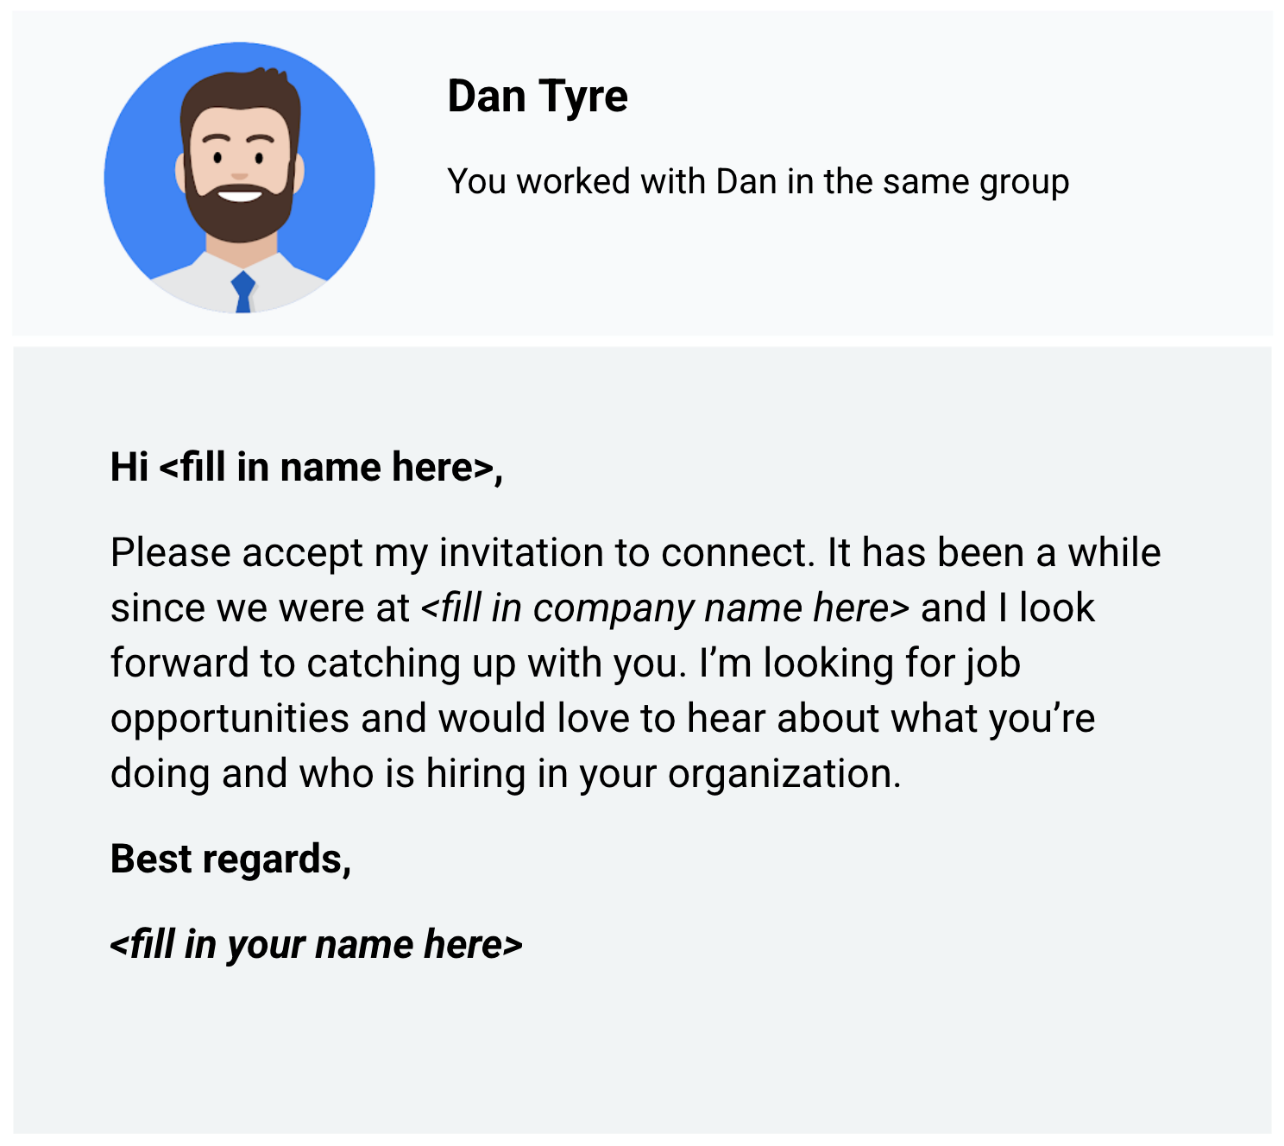 Dan Tyre
You worked with Dan in the same group
Hi <fill in name here>,
Please accept my invitation to connect. It has been a while
since we were at <fill in company name here> and I look
forward to catching up with you. I’m looking for job
opportunities and would love to hear about what you’re
doing and who is hiring in your organization.
Best regards,
<fill in your name here>